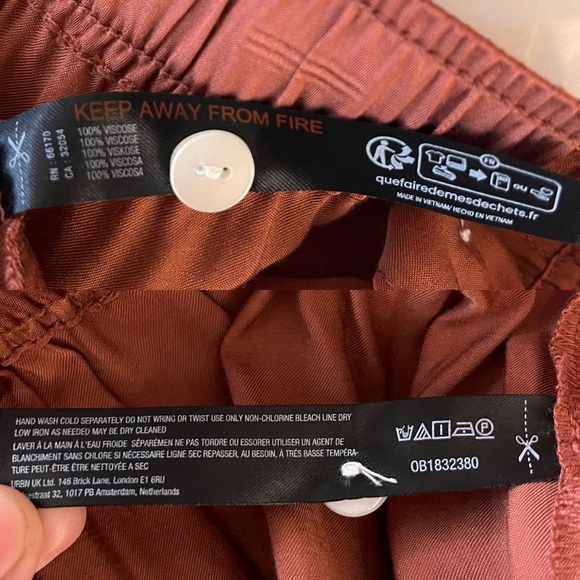 KEEP AWAY FROM FIRE
RN : 66170
CA : 32054
100% VISCOSE
100% VISCOSE
100% VISKOSE
100% VISCOSA
100% VISCOSA
FR
OU
quefairedemesdechets.fr
MADE IN VIETNAM/ HECHO EN VIETNAM
HAND WASH COLD SEPARATELY DO NOT WRING OR TWIST USE ONLY NON-CHLORINE BLEACH LINE DRY
LOW IRON AS NEEDED MAY BE DRY CLEANED
LAVER À LA MAIN À L'EAU FROIDE SÉPARÉMEN NE PAS TORDRE OU ESSORER UTILISER UN AGENT DE
BLANCHIMENT SANS CHLORE SI NÉCESSAIRE LIGNE SEC REPASSER, AU BESOIN, À TRÉS BASSE TEMPÉRA-
TURE PEUT-ÊTRE ÊTRE NETTOYÉE A SEC
URBN UK Ltd. 146 Brick Lane, London E1 6RU
32, 1017 PB Amsterdam, Netherlands
P
0B1832380